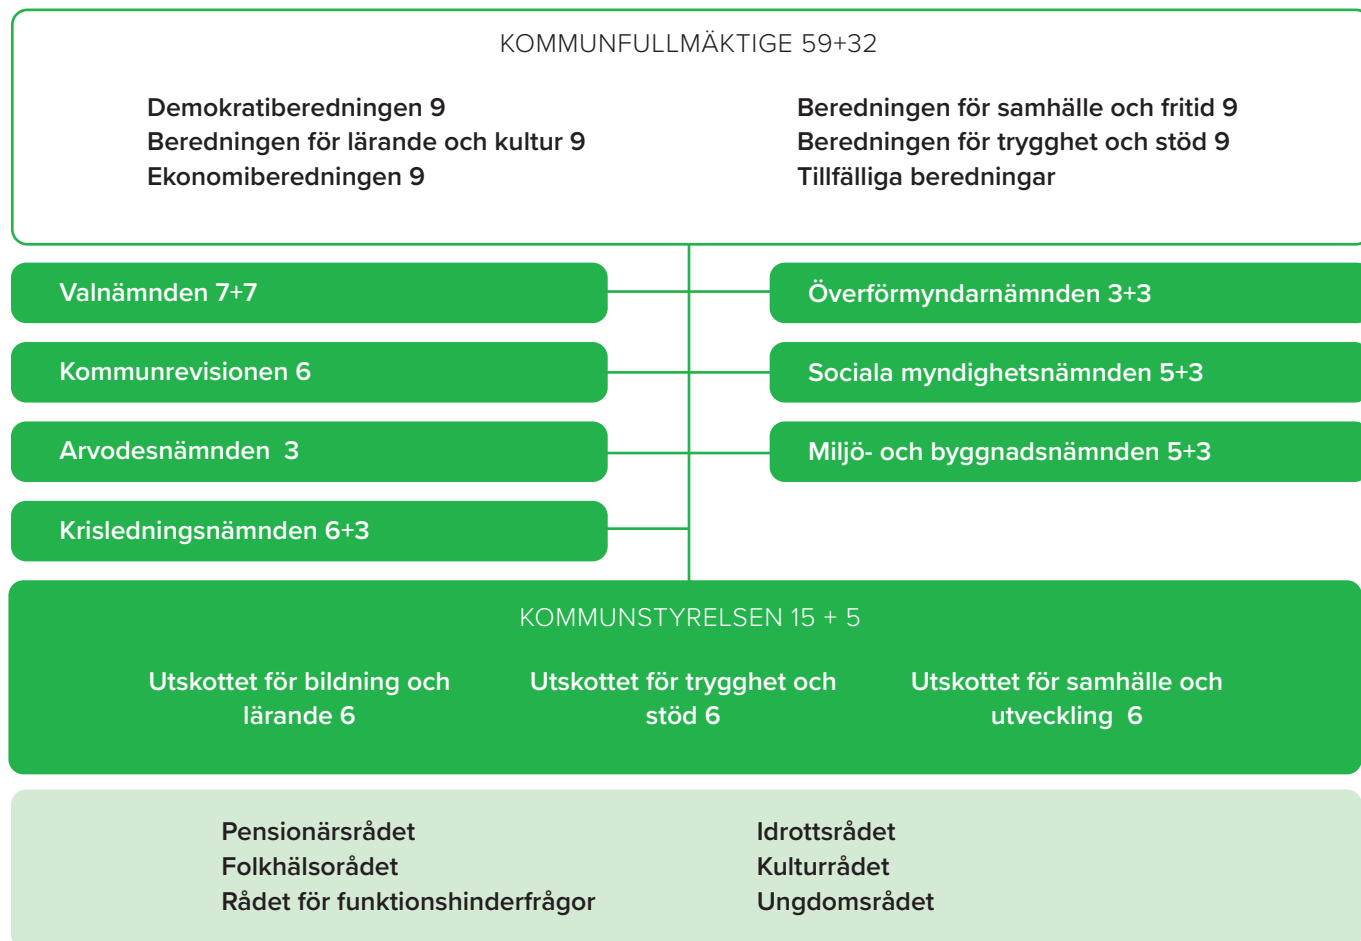 KOMMUNFULLMÄKTIGE 59+32
Demokratiberedningen 9
Beredningen för lärande och kultur 9
Ekonomiberedningen 9
Beredningen för samhälle och fritid 9
Beredningen för trygghet och stöd 9
Tillfälliga beredningar
Valnämnden 7+7
Överförmyndarnämnden 3+3
Kommunrevisionen 6
Sociala myndighetsnämnden 5+3
Arvodesnämnden 3
Miljö- och byggnadsnämnden 5+3
Krisledningsnämnden 6+3
KOMMUNSTYRELSEN 15 + 5
Utskottet för bildning och
lärande 6
Utskottet för trygghet och
stöd 6
Utskottet för samhälle och
utveckling 6
Pensionärsrådet
Folkhälsorådet
Rådet för funktionshinderfrågor
Idrottsrådet
Kulturrådet
Ungdomsrådet